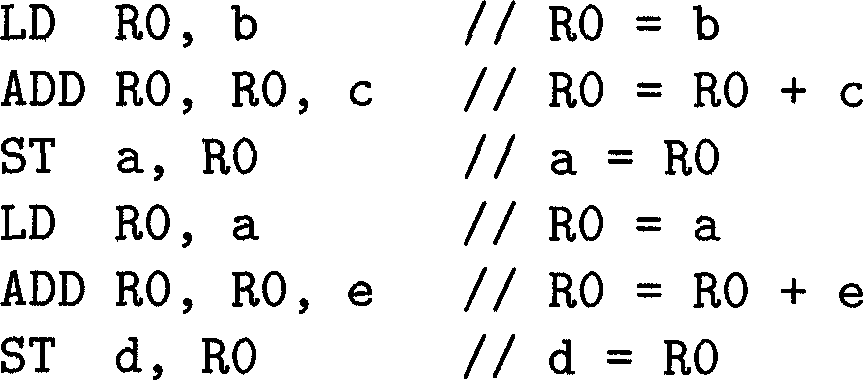 LD  R0, b        // R0 = b
ADD R0, R0, c    // R0 = R0 + c
ST  a, R0        // a = R0
LD  R0, a        // R0 = a
ADD R0, R0, e    // R0 = R0 + e
ST  d, R0        // d = R0